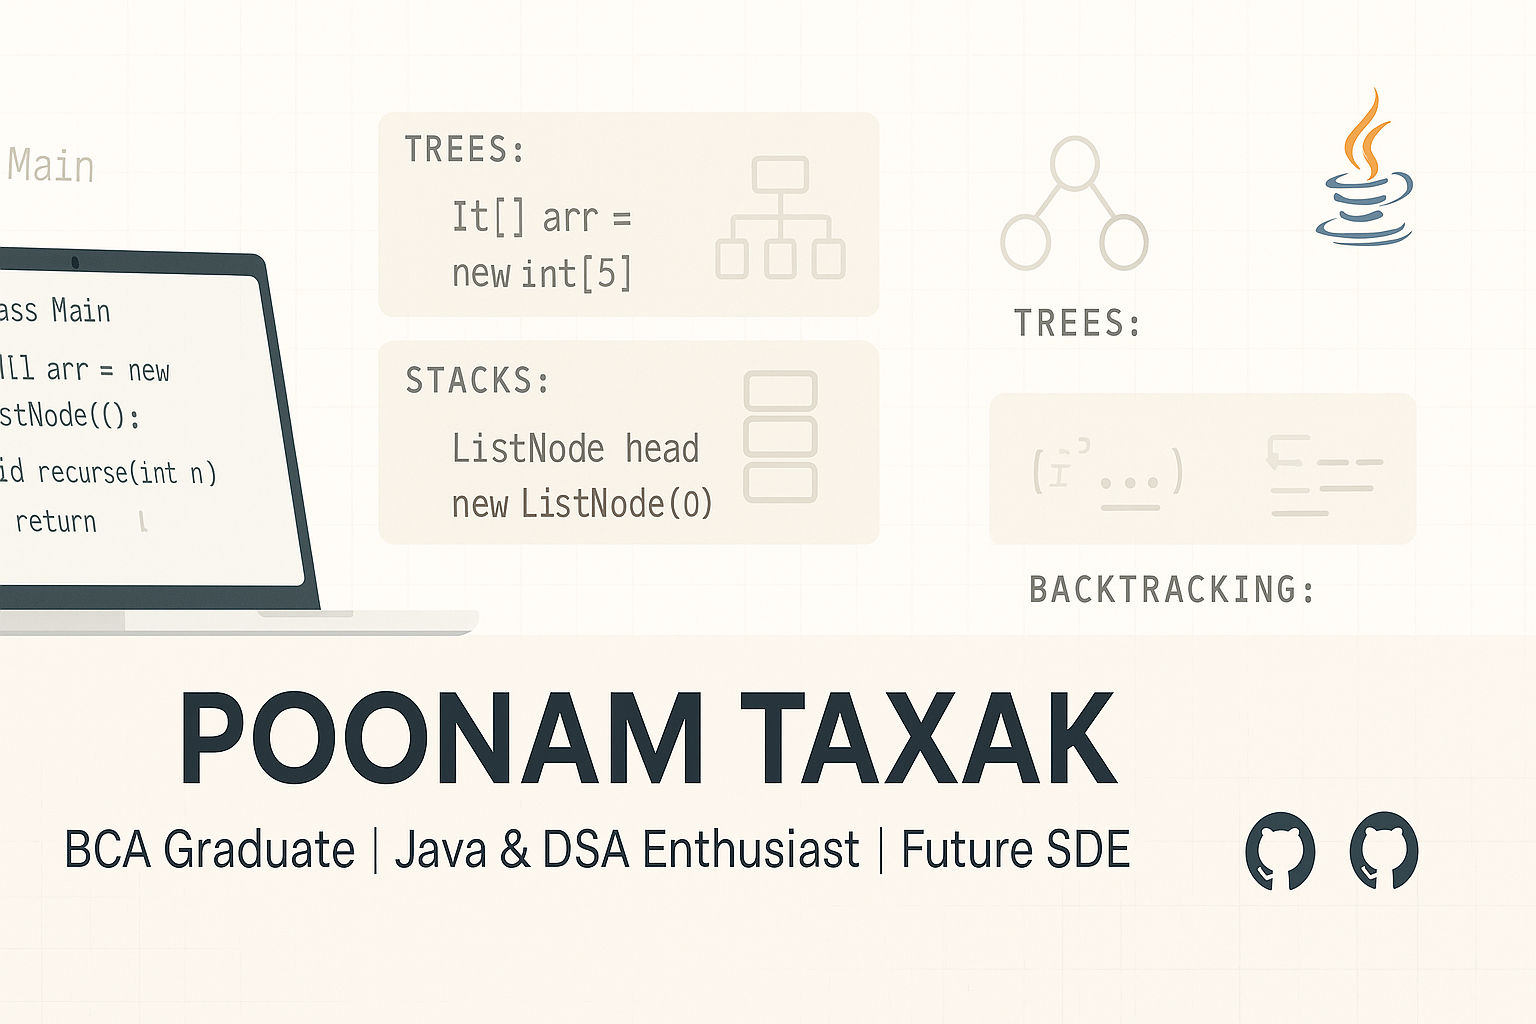 Main
ass Main
arr = new
stNode(():
id recurse(int n)
return
TREES:
It[] arr =
new int[5]
STACKS:
ListNode head
new ListNode(0)
TREES:
BACKTRACKING:
POONAM TAXAK
BCA Graduate | Java & DSA Enthusiast | Future SDE